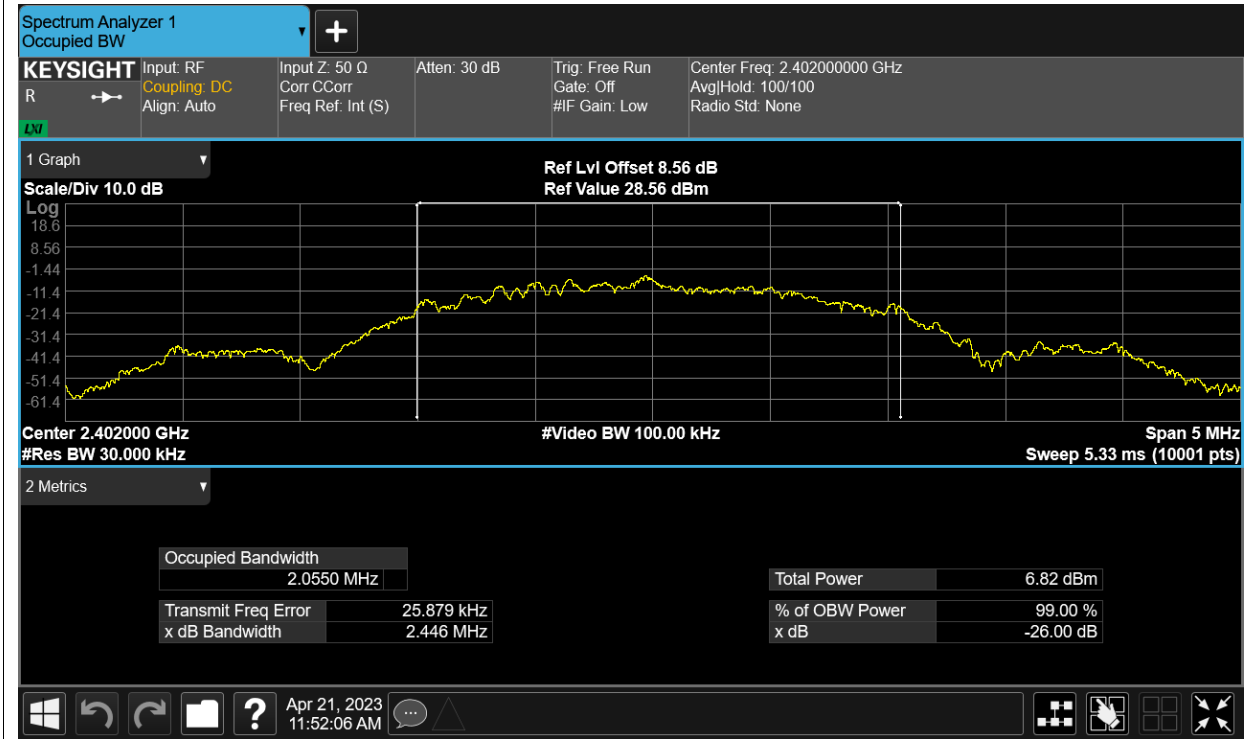 Spectrum Analyzer 1
Occupied BW
KEYSIGHT Input: RF Input Z: 50 Ω Atten: 30 dB Trig: Free Run Center Freq: 2.402000000 GHz
R Coupling: DC Corr CCorr Gate: Off Avg|Hold: 100/100
Align: Auto Freq Ref: Int (S) #IF Gain: Low Radio Std: None
LXI
1 Graph
Ref Lvl Offset 8.56 dB
Scale/Div 10.0 dB Ref Value 28.56 dBm
Log
18.6
8.56
-1.44
-11.4
-21.4
-31.4
-41.4
-51.4
-61.4
Center 2.402000 GHz #Video BW 100.00 kHz Span 5 MHz
#Res BW 30.000 kHz Sweep 5.33 ms (10001 pts)
2 Metrics
Occupied Bandwidth
2.0550 MHz Total Power 6.82 dBm
Transmit Freq Error 25.879 kHz % of OBW Power 99.00 %
x dB Bandwidth 2.446 MHz x dB -26.00 dB
? Apr 21, 2023
11:52:06 AM